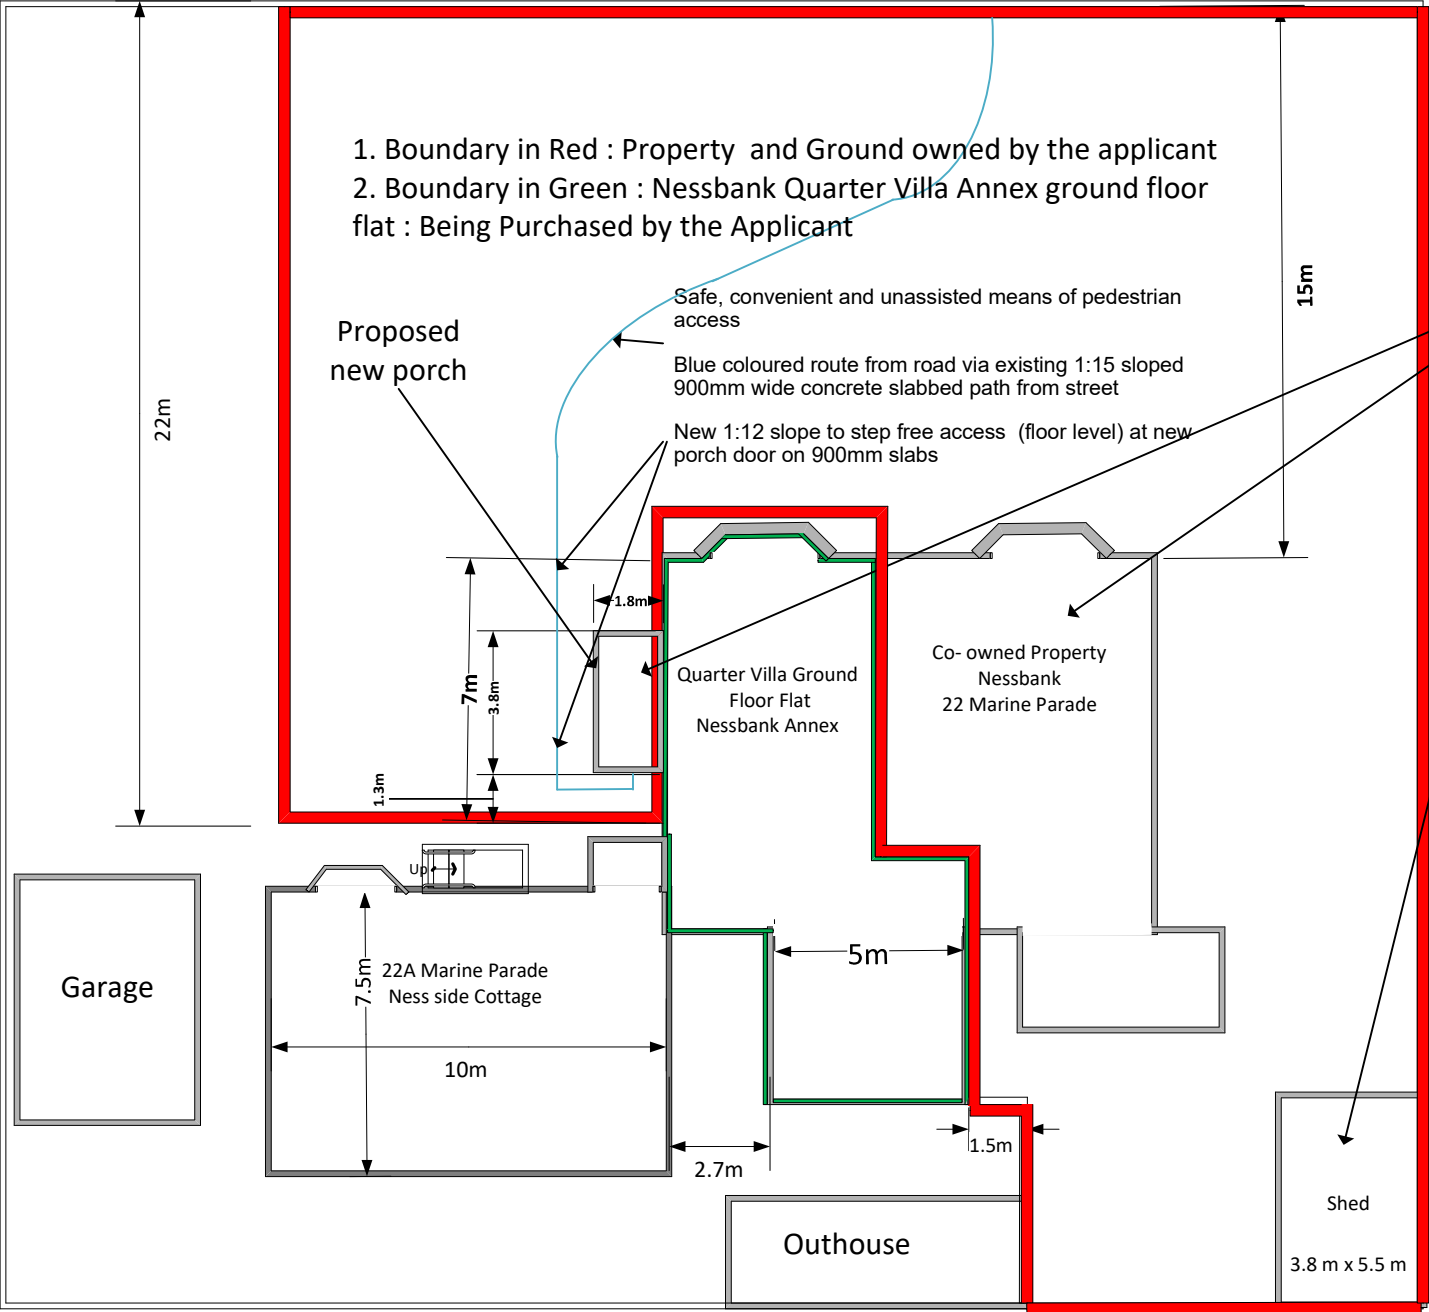 1. Boundary in Red : Property and Ground owned by the applicant
2. Boundary in Green : Nessbank Quarter Villa Annex ground floor
flat : Being Purchased by the Applicant
Safe, convenient and unassisted means of pedestrian
access
15m
Proposed
new porch
Blue coloured route from road via existing 1:15 sloped
900mm wide concrete slabbed path from street
22m
New 1:12 slope to step free access (floor level) at new
porch door on 900mm slabs
1.8m
7m
3.8m
1.3m
Quarter Villa Ground
Floor Flat
Nessbank Annex
Co- owned Property
Nessbank
22 Marine Parade
Up
Garage
7.5m
22A Marine Parade
Ness side Cottage
10m
5m
2.7m
1.5m
Outhouse
Shed
3.8 m x 5.5 m